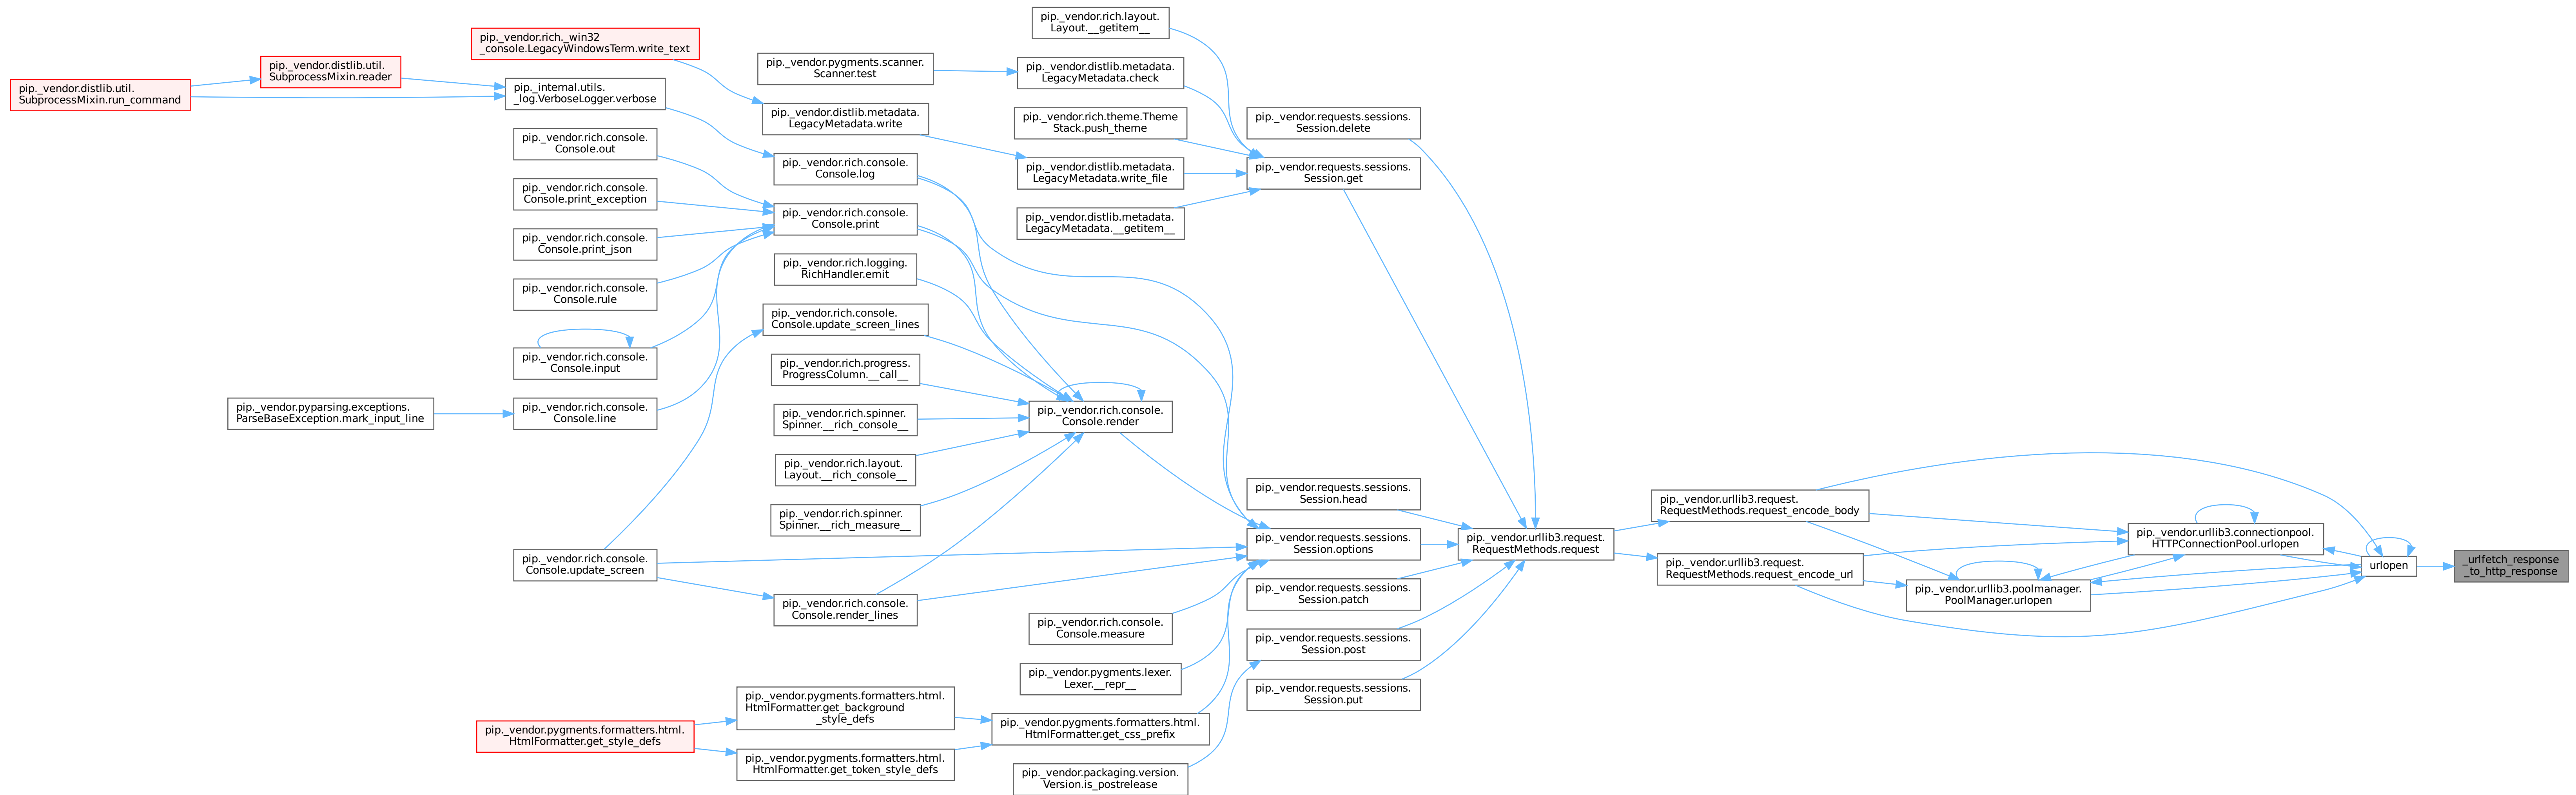 pip._vendor.distlib.util.
SubprocessMixin.run_command
pip._vendor.distlib.util.
SubprocessMixin.reader
pip._vendor.rich._win32
_console.LegacyWindowsTerm.write_text
pip._internal.utils.
_log.VerboseLogger.verbose
pip._vendor.rich.console.
Console.out
pip._vendor.rich.console.
Console.print_exception
pip._vendor.rich.console.
Console.print_json
pip._vendor.rich.console.
Console.rule
pip._vendor.rich.console.
Console.input
pip._vendor.pyparsing.exceptions.
ParseBaseException.mark_input_line
pip._vendor.rich.console.
Console.line
pip._vendor.rich.console.
Console.update_screen
pip._vendor.pygments.formatters.html.
HtmlFormatter.get_style_defs
pip._vendor.pygments.scanner.
Scanner.test
pip._vendor.distlib.metadata.
LegacyMetadata.write
pip._vendor.rich.console.
Console.log
pip._vendor.rich.console.
Console.print
pip._vendor.rich.logging.
RichHandler.emit
pip._vendor.rich.console.
Console.update_screen_lines
pip._vendor.rich.progress.
ProgressColumn.__call__
pip._vendor.rich.spinner.
Spinner.__rich_console__
pip._vendor.rich.layout.
Layout.__rich_console__
pip._vendor.rich.spinner.
Spinner.__rich_measure__
pip._vendor.rich.console.
Console.render_lines
pip._vendor.pygments.formatters.html.
HtmlFormatter.get_background
_style_defs
pip._vendor.pygments.formatters.html.
HtmlFormatter.get_token_style_defs
pip._vendor.rich.layout.
Layout.__getitem__
pip._vendor.distlib.metadata.
LegacyMetadata.check
pip._vendor.rich.theme.Theme
Stack.push_theme
pip._vendor.distlib.metadata.
LegacyMetadata.write_file
pip._vendor.distlib.metadata.
LegacyMetadata.__getitem__
pip._vendor.rich.console.
Console.render
pip._vendor.rich.console.
Console.measure
pip._vendor.pygments.lexer.
Lexer.__repr__
pip._vendor.pygments.formatters.html.
HtmlFormatter.get_css_prefix
pip._vendor.packaging.version.
Version.is_postrelease
pip._vendor.requests.sessions.
Session.delete
pip._vendor.requests.sessions.
Session.get
pip._vendor.requests.sessions.
Session.head
pip._vendor.requests.sessions.
Session.options
pip._vendor.requests.sessions.
Session.patch
pip._vendor.requests.sessions.
Session.post
pip._vendor.requests.sessions.
Session.put
pip._vendor.urllib3.request.
RequestMethods.request
pip._vendor.urllib3.request.
RequestMethods.request_encode_body
pip._vendor.urllib3.request.
RequestMethods.request_encode_url
pip._vendor.urllib3.connectionpool.
HTTPConnectionPool.urlopen
pip._vendor.urllib3.poolmanager.
PoolManager.urlopen
urlopen
_urlfetch_response
_to_http_response